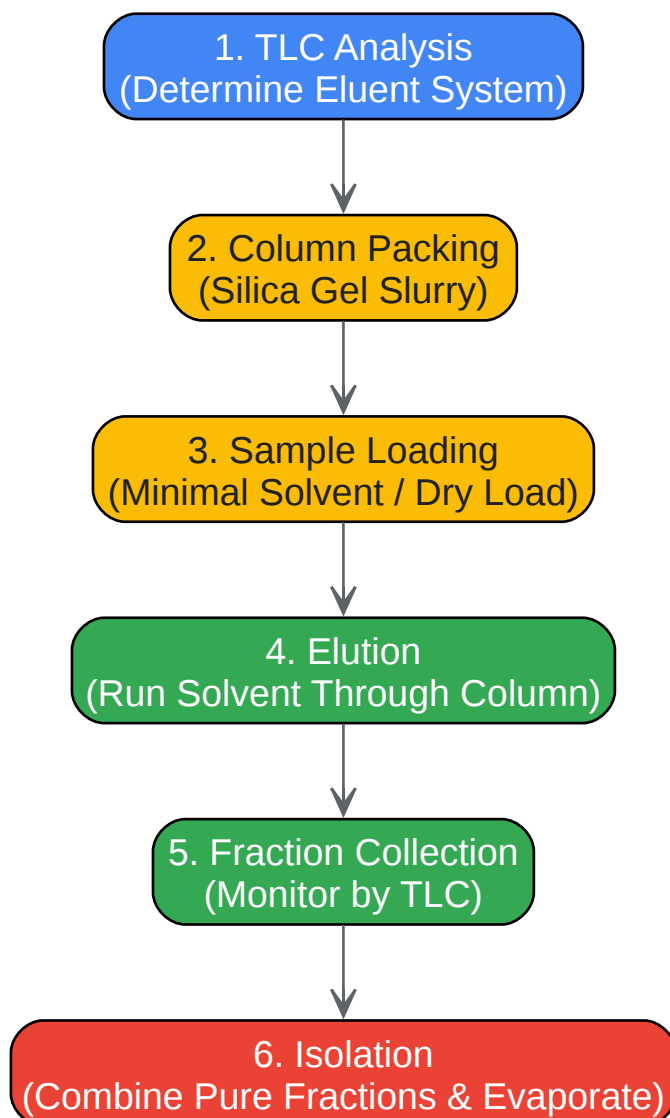 1. TLC Analysis
(Determine Eluent System)
2. Column Packing
(Silica Gel Slurry)
3. Sample Loading
(Minimal Solvent / Dry Load)
4. Elution
(Run Solvent Through Column)
5. Fraction Collection
(Monitor by TLC)
6. Isolation
(Combine Pure Fractions & Evaporate)